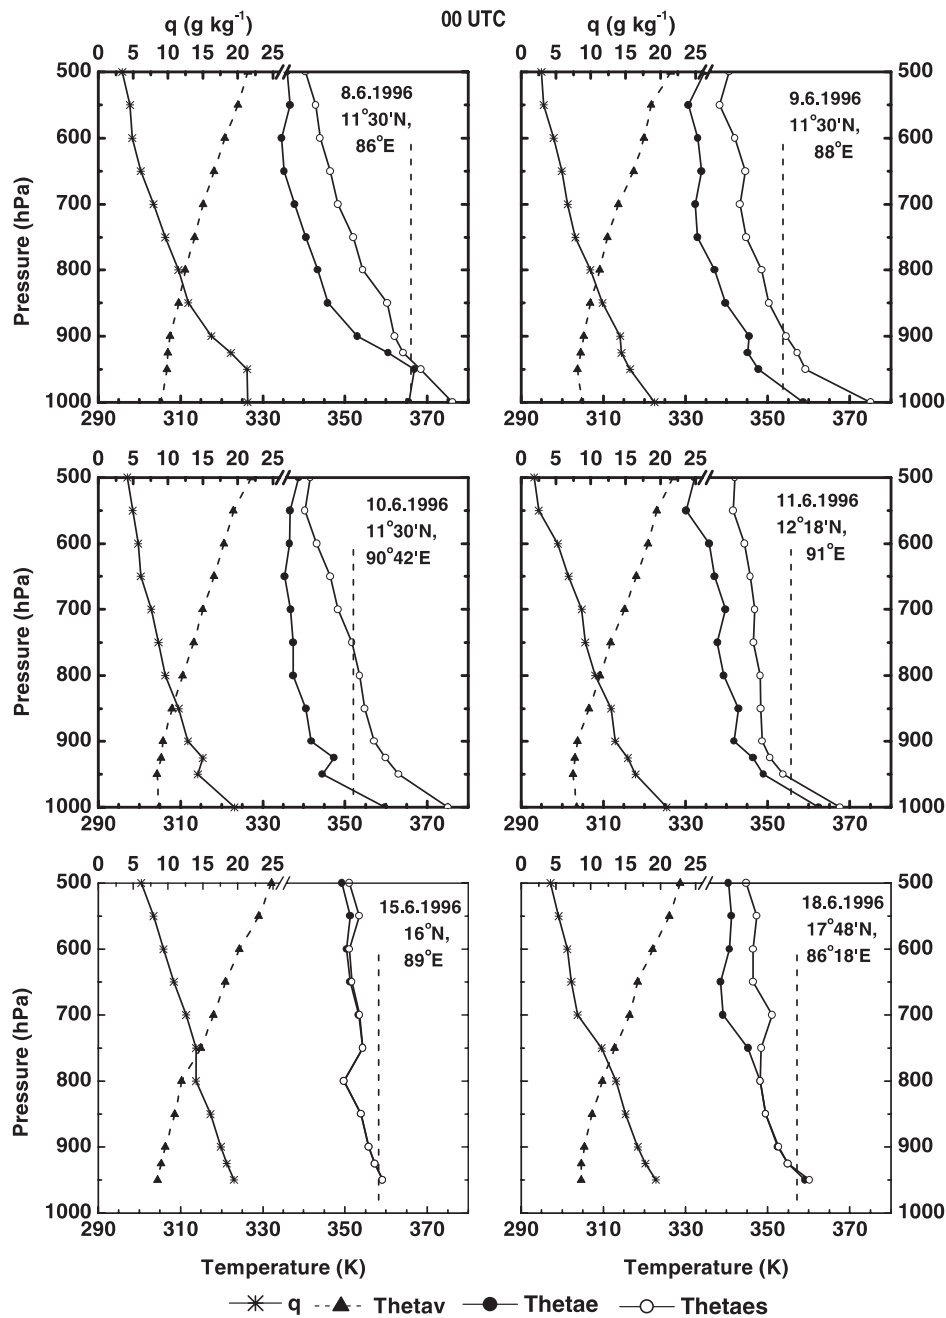 00 UTC
q (g kg⁻¹)
q (g kg⁻¹)
0 5 10 15 20 25
0 5 10 15 20 25
500
600
700
800
900
1000
Pressure (hPa)
8.6.1996
11°30'N,
86°E
290 310 330 350 370
9.6.1996
11°30'N,
88°E
500
600
700
800
900
1000
290 310 330 350 370
0 5 10 15 20 25
0 5 10 15 20 25
500
600
700
800
900
1000
Pressure (hPa)
10.6.1996
11°30'N,
90°42'E
290 310 330 350 370
11.6.1996
12°18'N,
91°E
500
600
700
800
900
1000
290 310 330 350 370
0 5 10 15 20 25
0 5 10 15 20 25
500
600
700
800
900
1000
Pressure (hPa)
15.6.1996
16°N,
89°E
290 310 330 350 370
18.6.1996
17°48'N,
86°18'E
500
600
700
800
900
1000
290 310 330 350 370
Temperature (K)
Temperature (K)
q Thetav Thetae Thetaes